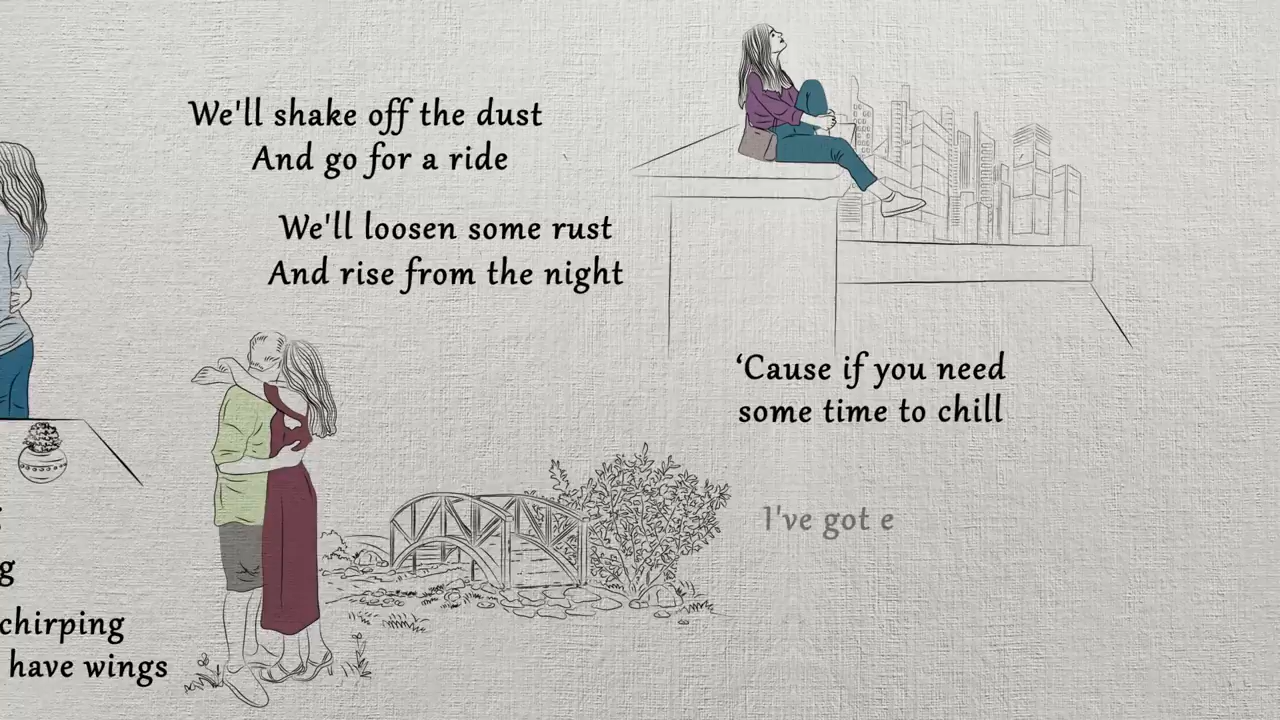 We'll shake off the dust
And go for a ride
We'll loosen some rust
And rise from the night
‘Cause if you need
some time to chill
I've got e
chirping
have wings